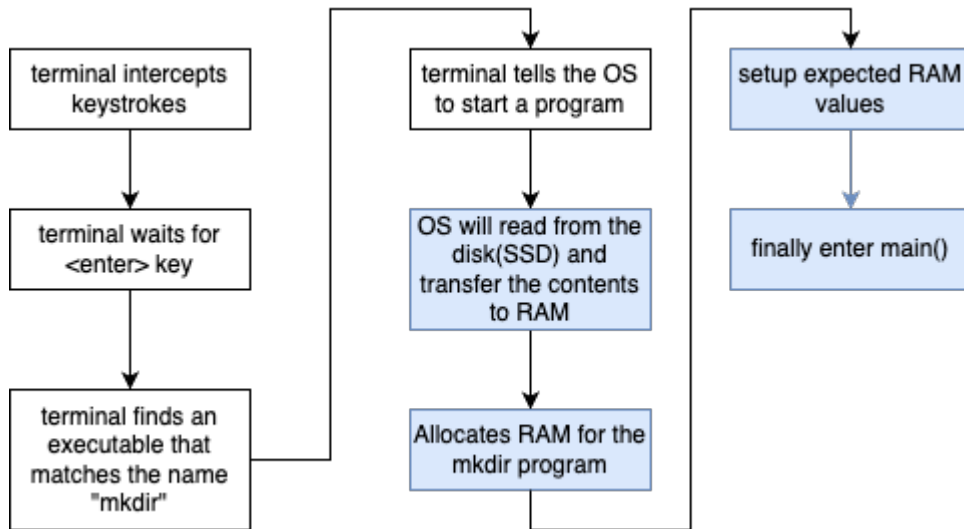 terminal intercepts
keystrokes
terminal waits for
<enter> key
terminal finds an
executable that
matches the name
"mkdir"
terminal tells the OS
to start a program
OS will read from the
disk(SSD) and
transfer the contents
to RAM
Allocates RAM for the
mkdir program
setup expected RAM
values
finally enter main()